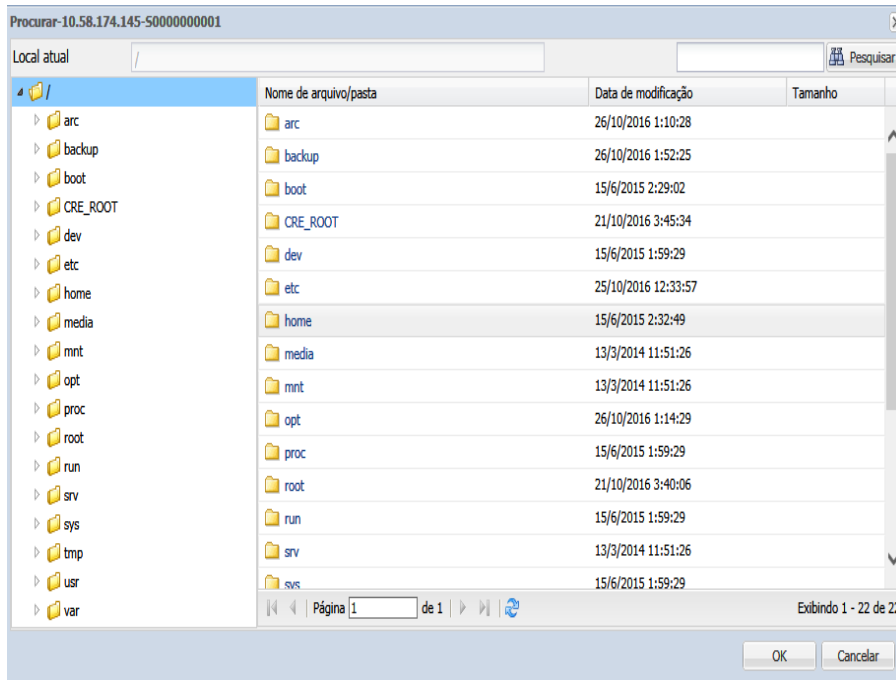 Procurar-10.58.174.145-S0000000001
Local atual / Pesquisar
/
arc
backup
boot
CRE_ROOT
dev
etc
home
media
mnt
opt
proc
root
run
srv
sys
tmp
usr
var
Nome de arquivo/pasta Data de modificação Tamanho
arc 26/10/2016 1:10:28
backup 26/10/2016 1:52:25
boot 15/6/2015 2:29:02
CRE_ROOT 21/10/2016 3:45:34
dev 15/6/2015 1:59:29
etc 25/10/2016 12:33:57
home 15/6/2015 2:32:49
media 13/3/2014 11:51:26
mnt 13/3/2014 11:51:26
opt 26/10/2016 1:14:29
proc 15/6/2015 1:59:29
root 21/10/2016 3:40:06
run 15/6/2015 1:59:29
srv 13/3/2014 11:51:26
sys 15/6/2015 1:59:29
Página 1 de 1 Exibindo 1 - 22 de 22
OK Cancelar